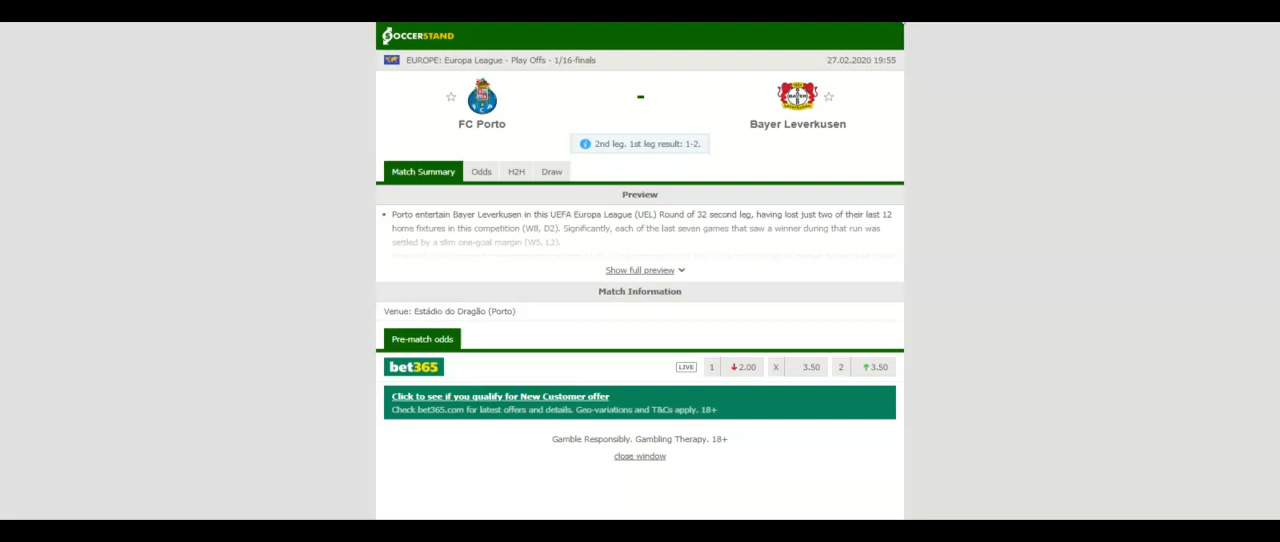 SOCCERSTAND
EUROPE: Europa League - Play Offs - 1/16-finals 27.02.2020 19:55
-
FC Porto Bayer Leverkusen
2nd leg. 1st leg result: 1-2.
Match Summary Odds H2H Draw
Preview
Porto entertain Bayer Leverkusen in this UEFA Europa League (UEL) Round of 32 second leg, having lost just two of their last 12
home fixtures in this competition (W8, D2). Significantly, each of the last seven games that saw a winner during that run was
settled by a slim one-goal margin (W5, L2).
Show full preview
Match Information
Venue: Estádio do Dragão (Porto)
Pre-match odds
bet365 LIVE 1 2.00 X 3.50 2 3.50
Click to see if you qualify for New Customer offer
Check bet365.com for latest offers and details. Geo-variations and T&Cs apply. 18+
Gamble Responsibly. Gambling Therapy. 18+
close window